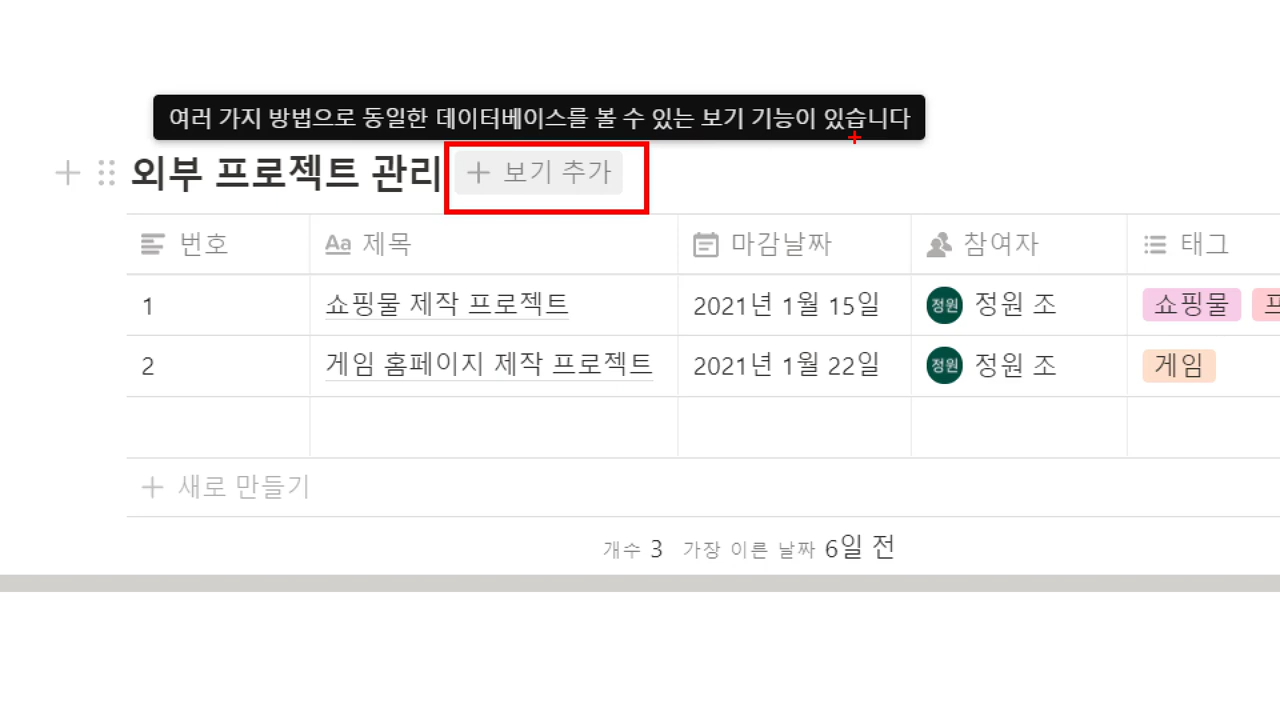 여러 가지 방법으로 동일한 데이터베이스를 볼 수 있는 보기 기능이 있습니다
외부 프로젝트 관리 + 보기 추가
번호 Aa 제목 마감날짜 참여자 태그
1 쇼핑물 제작 프로젝트 2021년 1월 15일 정원 정원 조 쇼핑물
2 게임 홈페이지 제작 프로젝트 2021년 1월 22일 정원 정원 조 게임
+ 새로 만들기
개수 3 가장 이른 날짜 6일 전